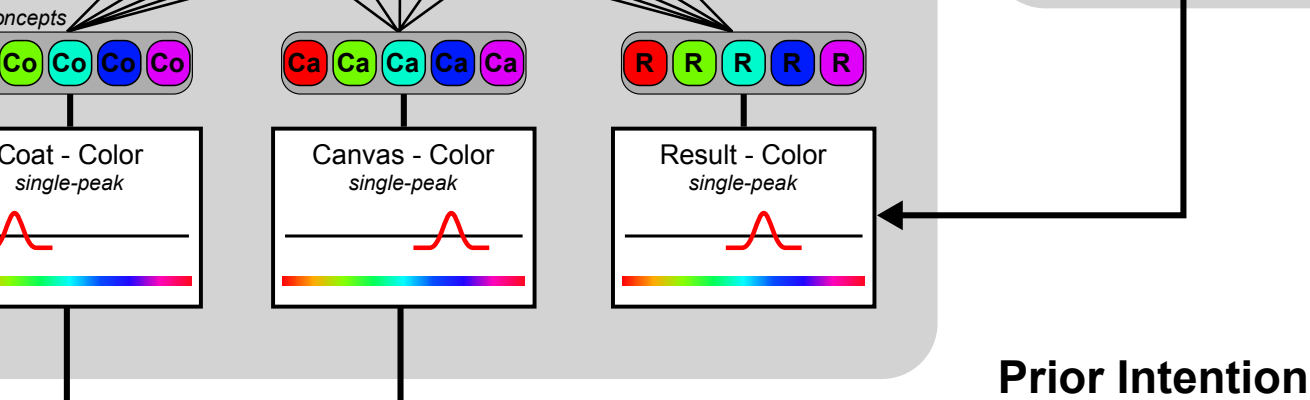 oncepts
Co Co Co Co
Ca Ca Ca Ca Ca
R R R R R
Coat - Color
single-peak
Canvas - Color
single-peak
Result - Color
single-peak
Prior Intention